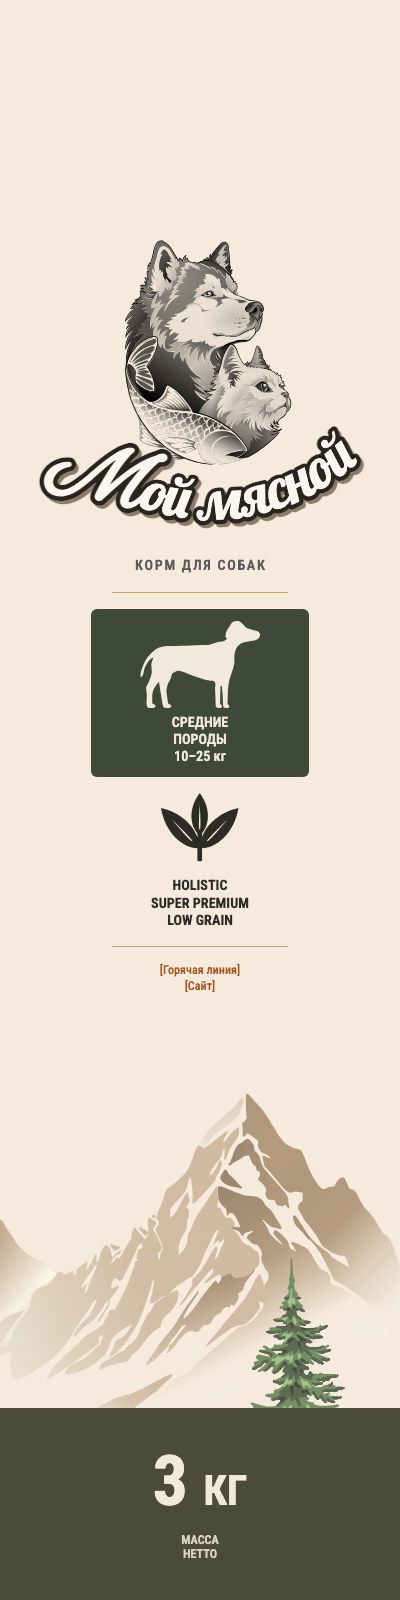 Мой мясной
КОРМ ДЛЯ СОБАК
СРЕДНИЕ
ПОРОДЫ
10–25 кг
HOLISTIC
SUPER PREMIUM
LOW GRAIN
[Горячая линия]
[Сайт]
3 кг
МАССА
НЕТТО